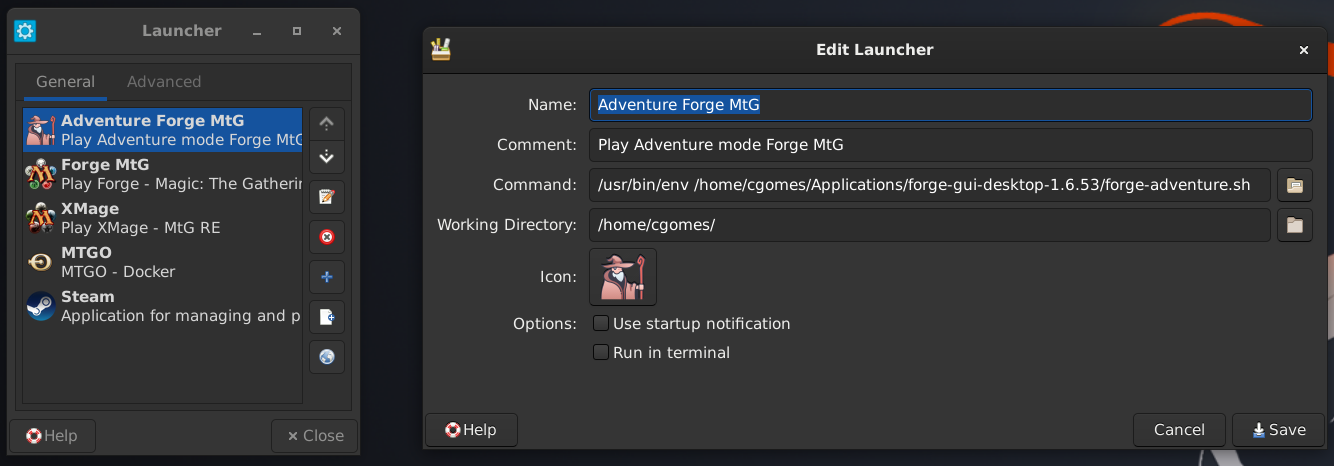 Launcher
General
Advanced
Adventure Forge MtG
Play Adventure mode Forge MtG
Forge MtG
Play Forge - Magic: The Gatherin
XMage
Play XMage - MtG RE
MTGO
MTGO - Docker
Steam
Application for managing and p
Help
Close
Edit Launcher
Name: Adventure Forge MtG
Comment: Play Adventure mode Forge MtG
Command: /usr/bin/env /home/cgomes/Applications/forge-gui-desktop-1.6.53/forge-adventure.sh
Working Directory: /home/cgomes/
Icon:
Options: Use startup notification
Run in terminal
Help
Cancel
Save